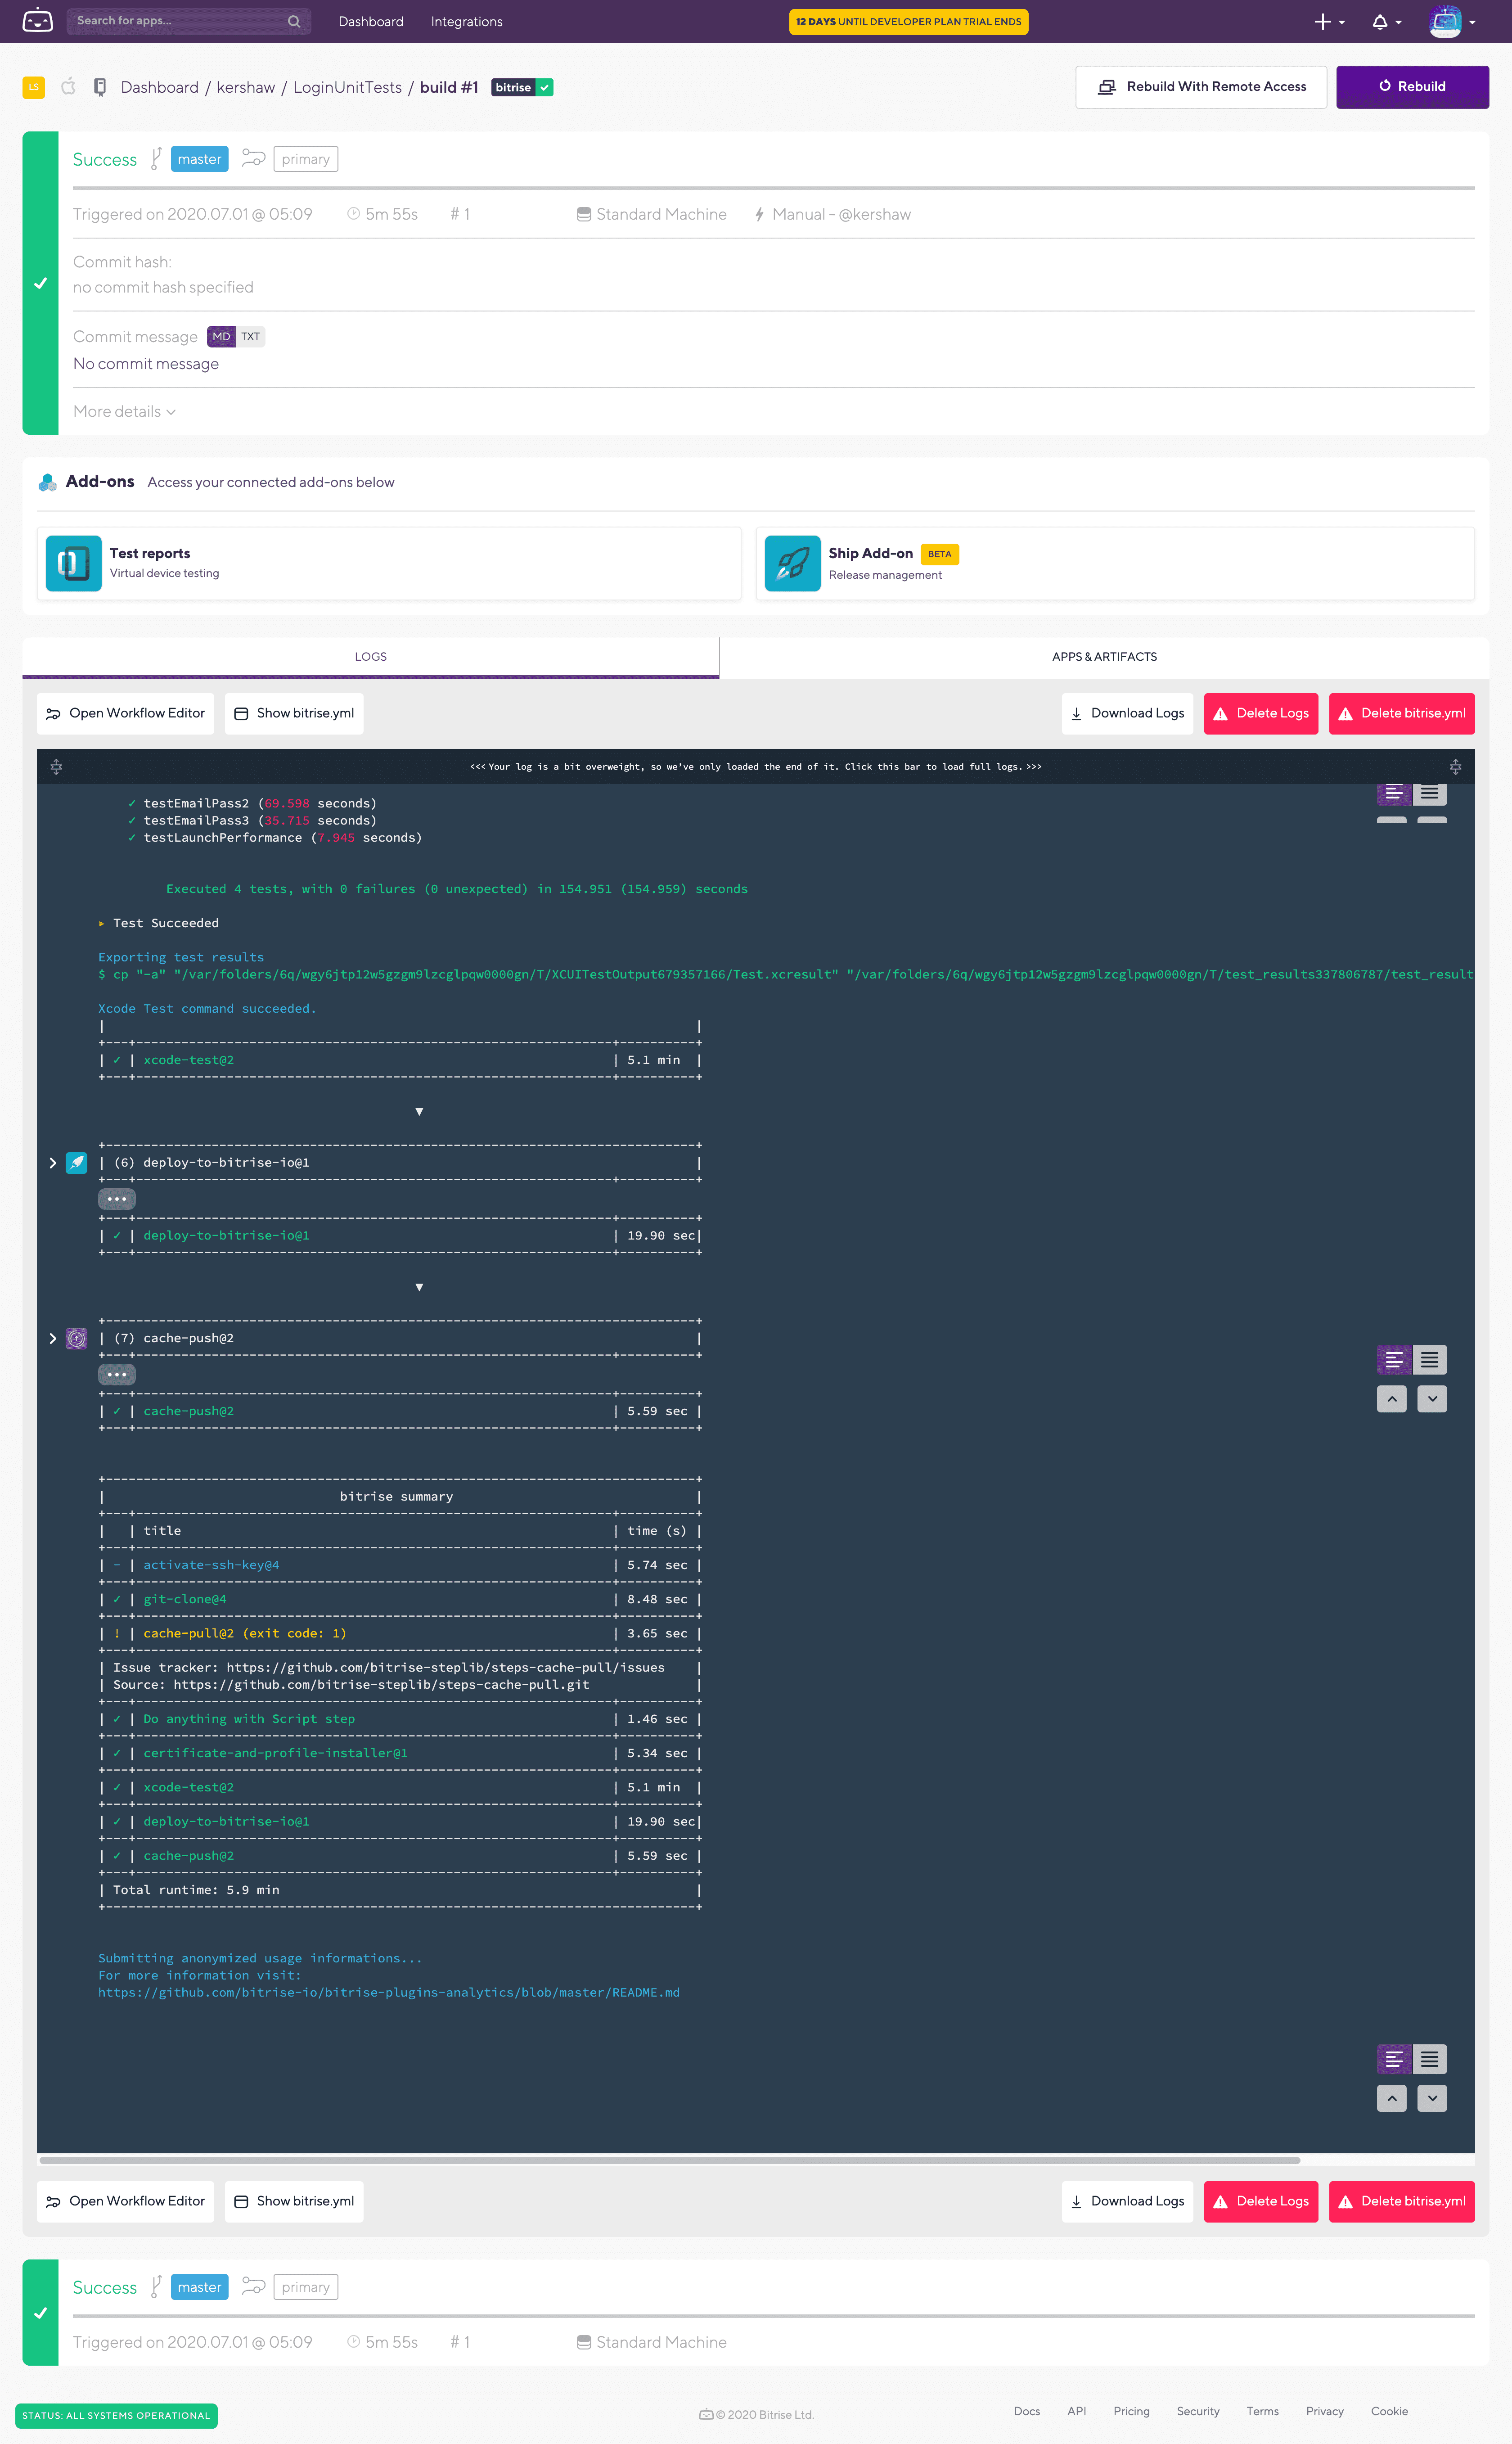 Search for apps...
Dashboard
Integrations
12 DAYS UNTIL DEVELOPER PLAN TRIAL ENDS
LS
Dashboard / kershaw / LoginUnitTests / build #1
bitrise
Rebuild With Remote Access
Rebuild
Success
master
primary
Triggered on 2020.07.01 @ 05:09
5m 55s
# 1
Standard Machine
Manual - @kershaw
Commit hash:
no commit hash specified
Commit message
MD
TXT
No commit message
More details
Add-ons
Access your connected add-ons below
Test reports
Virtual device testing
Ship Add-on
BETA
Release management
LOGS
APPS & ARTIFACTS
Open Workflow Editor
Show bitrise.yml
Download Logs
Delete Logs
Delete bitrise.yml
<<< Your log is a bit overweight, so we've only loaded the end of it. Click this bar to load full logs. >>>
✓ testEmailPass2 (69.598 seconds)
✓ testEmailPass3 (35.715 seconds)
✓ testLaunchPerformance (7.945 seconds)
Executed 4 tests, with 0 failures (0 unexpected) in 154.951 (154.959) seconds
▸ Test Succeeded
Exporting test results
$ cp "-a" "/var/folders/6q/wgy6jtp12w5gzgm9lzcglpqw0000gn/T/XCUITestOutput679357166/Test.xcresult" "/var/folders/6q/wgy6jtp12w5gzgm9lzcglpqw0000gn/T/test_results337806787/test_result
Xcode Test command succeeded.
| ✓ | xcode-test@2 | 5.1 min |
▼
| (6) deploy-to-bitrise-io@1 |
...
| ✓ | deploy-to-bitrise-io@1 | 19.90 sec|
▼
| (7) cache-push@2 |
...
| ✓ | cache-push@2 | 5.59 sec |
| bitrise summary |
| | title | time (s) |
| - | activate-ssh-key@4 | 5.74 sec |
| ✓ | git-clone@4 | 8.48 sec |
| ! | cache-pull@2 (exit code: 1) | 3.65 sec |
| Issue tracker: https://github.com/bitrise-steplib/steps-cache-pull/issues |
| Source: https://github.com/bitrise-steplib/steps-cache-pull.git |
| ✓ | Do anything with Script step | 1.46 sec |
| ✓ | certificate-and-profile-installer@1 | 5.34 sec |
| ✓ | xcode-test@2 | 5.1 min |
| ✓ | deploy-to-bitrise-io@1 | 19.90 sec|
| ✓ | cache-push@2 | 5.59 sec |
| Total runtime: 5.9 min |
Submitting anonymized usage informations...
For more information visit:
https://github.com/bitrise-io/bitrise-plugins-analytics/blob/master/README.md
Open Workflow Editor
Show bitrise.yml
Download Logs
Delete Logs
Delete bitrise.yml
Success
master
primary
Triggered on 2020.07.01 @ 05:09
5m 55s
# 1
Standard Machine
STATUS: ALL SYSTEMS OPERATIONAL
© 2020 Bitrise Ltd.
Docs
API
Pricing
Security
Terms
Privacy
Cookie